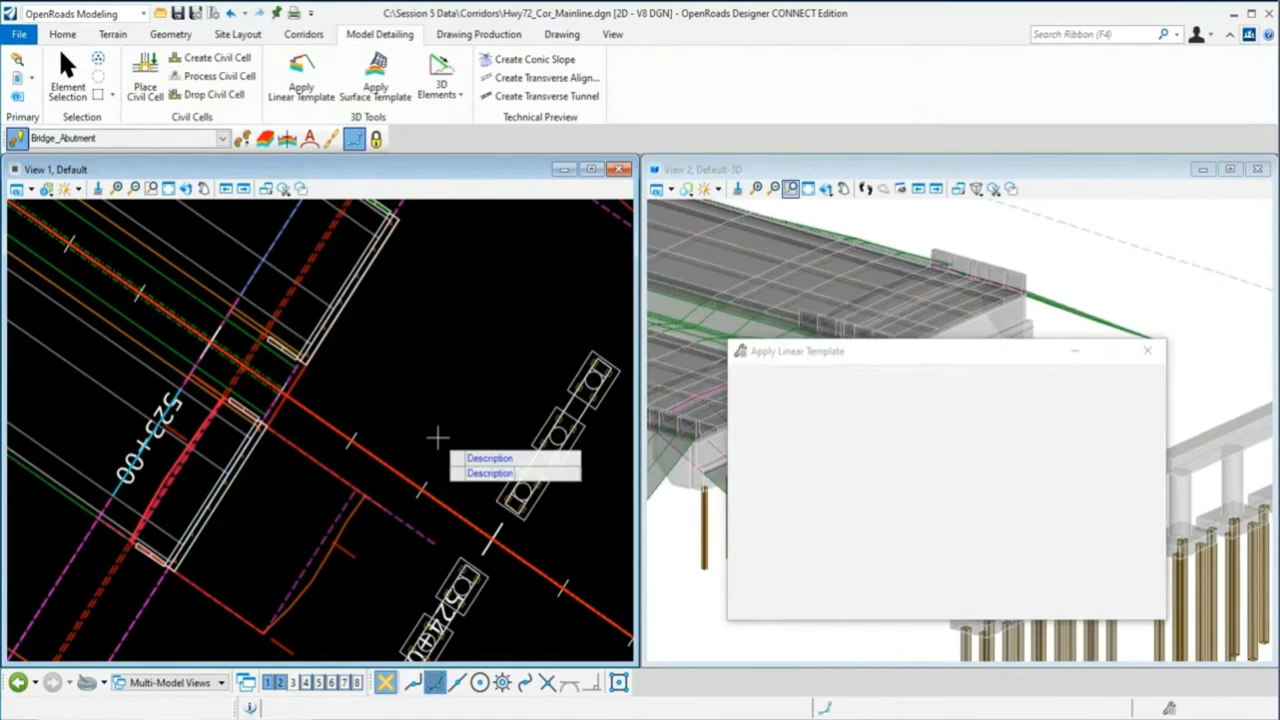 OpenRoads Modeling
C:\Session 5 Data\Corridors\Hwy72_Cor_Mainline.dgn [2D - V8 DGN] - OpenRoads Designer CONNECT Edition
File Home Terrain Geometry Site Layout Corridors Model Detailing Drawing Production Drawing View
Search Ribbon (F4)
Element Selection
Place Civil Cell
Create Civil Cell
Process Civil Cell
Drop Civil Cell
Apply Linear Template
Apply Surface Template
3D Elements
Create Conic Slope
Create Transverse Align...
Create Transverse Tunnel
Primary Selection Civil Cells 3D Tools Technical Preview
Bridge_Abutment
View 1, Default
View 2, Default-3D
523+00
Description
Description
Apply Linear Template
Multi-Model Views
1 2 3 4 5 6 7 8